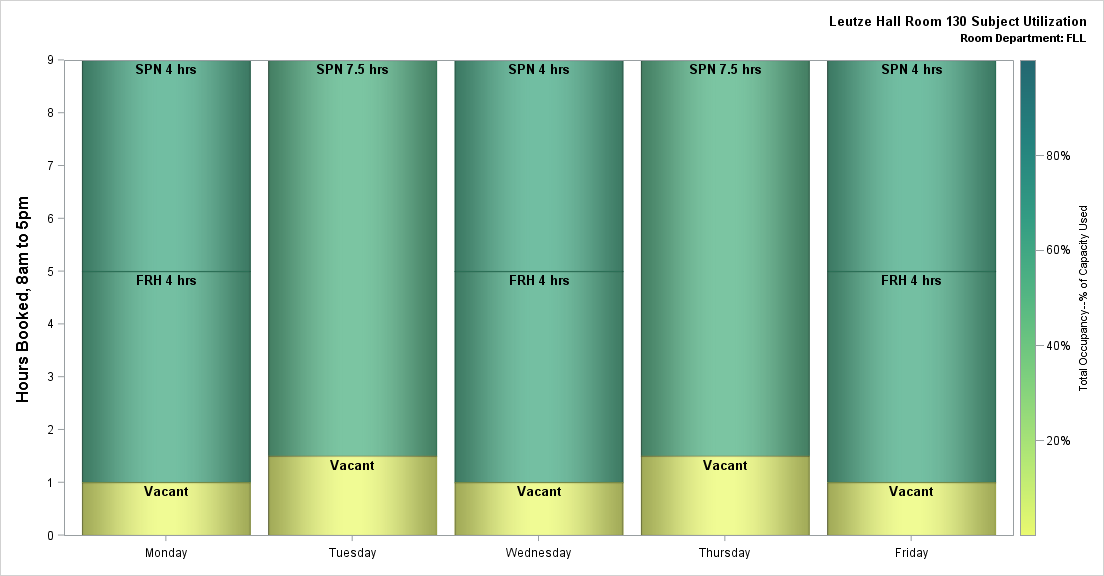 Leutze Hall Room 130 Subject Utilization
Room Department: FLL
Hours Booked, 8am to 5pm
9
8
7
6
5
4
3
2
1
0
SPN 4 hrs
SPN 7.5 hrs
SPN 4 hrs
SPN 7.5 hrs
SPN 4 hrs
FRH 4 hrs
FRH 4 hrs
FRH 4 hrs
Vacant
Vacant
Vacant
Vacant
Vacant
Monday
Tuesday
Wednesday
Thursday
Friday
80%
60%
40%
20%
Total Occupancy--% of Capacity Used